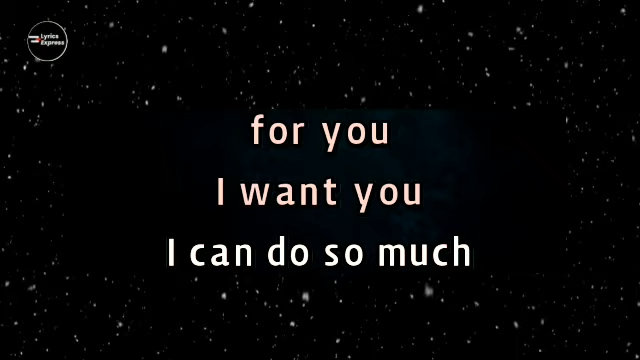 Lyrics
Express
for you
I want you
I can do so much